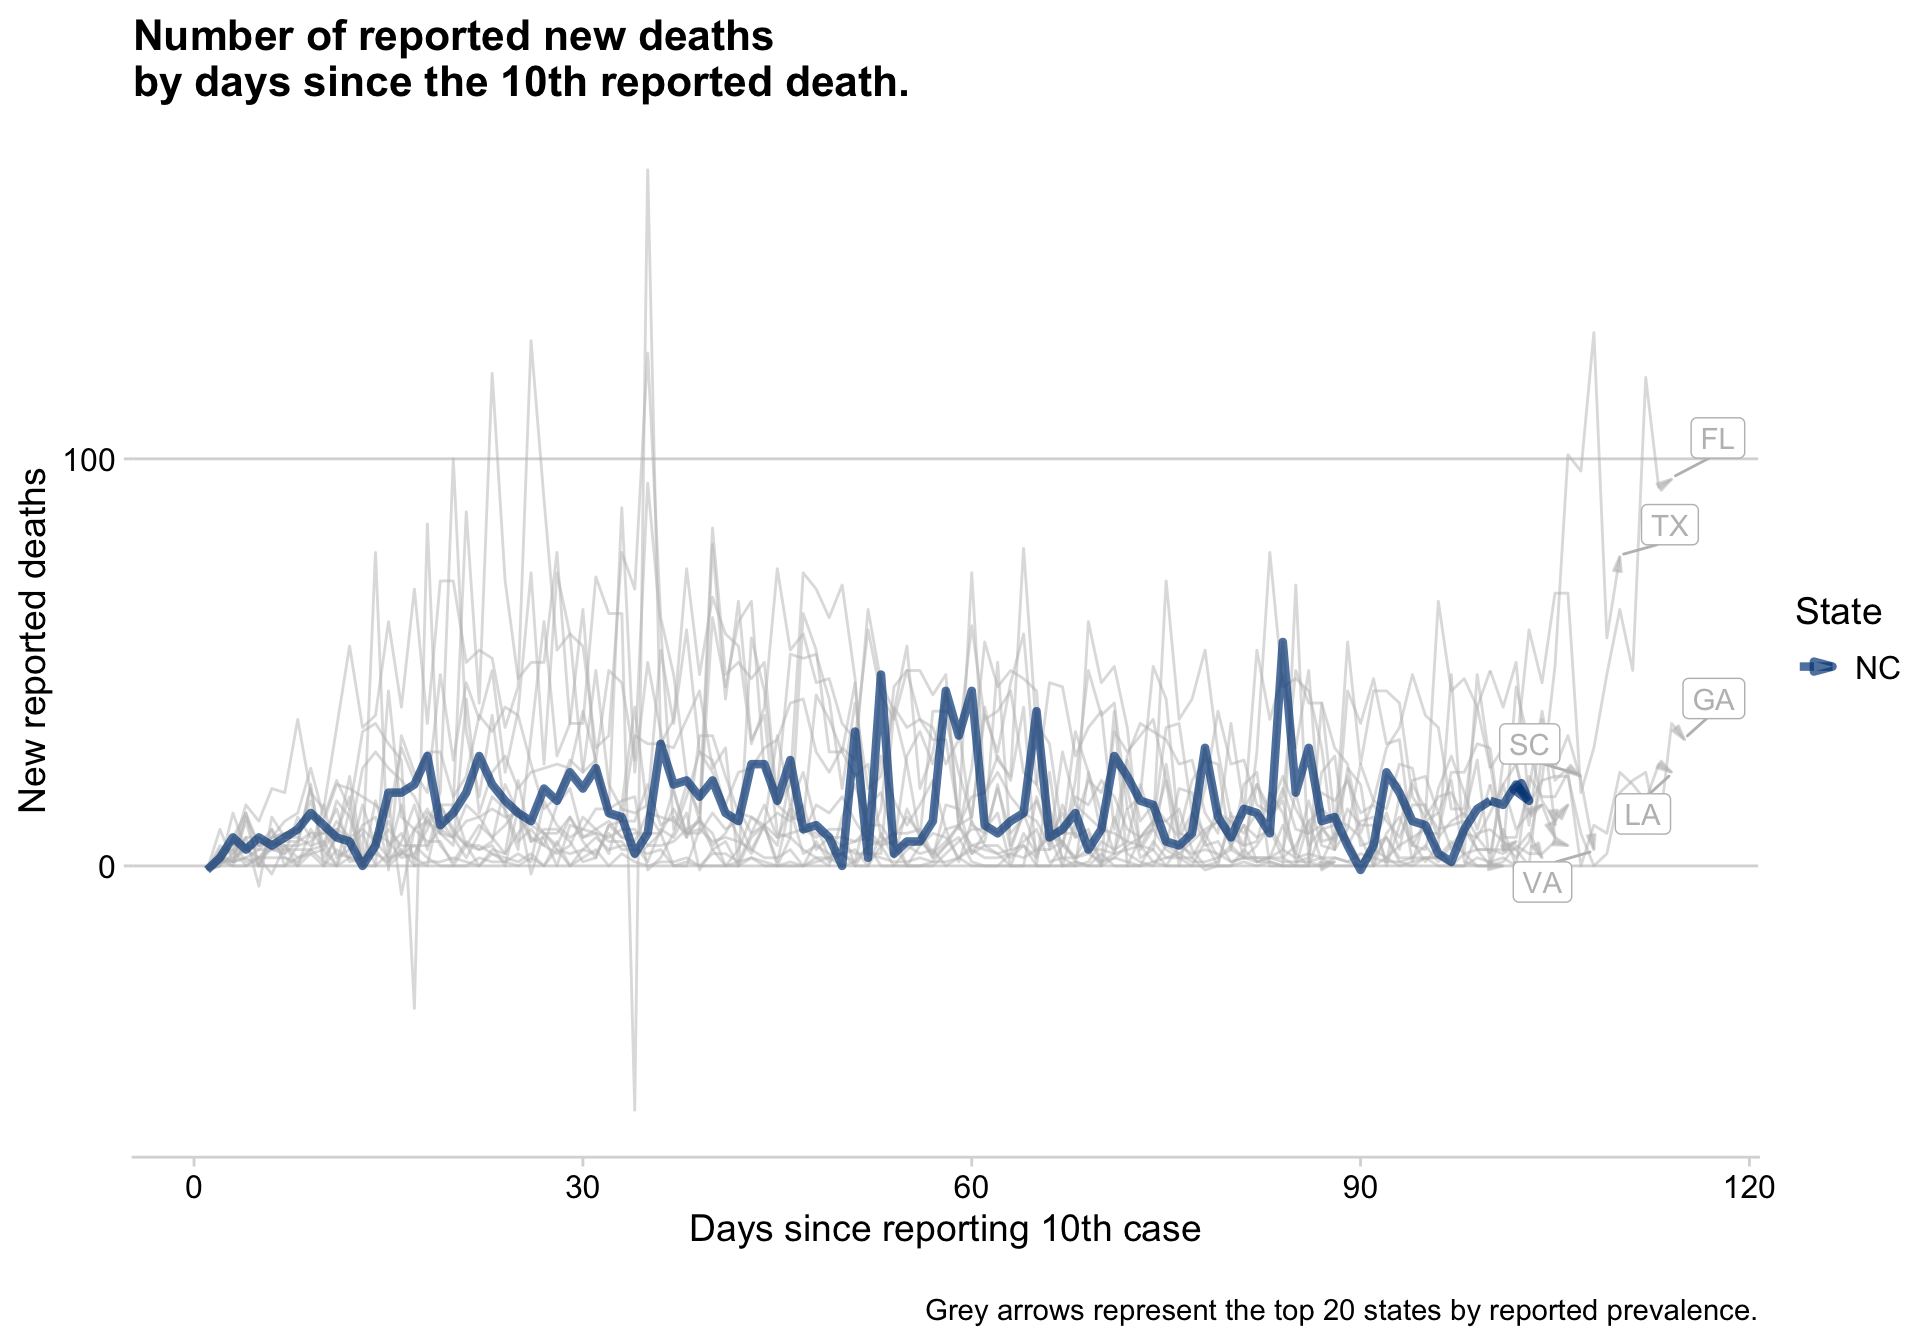 Number of reported new deaths
by days since the 10th reported death.
New reported deaths
100
0
FL
TX
GA
SC
LA
VA
State
NC
0
30
60
90
120
Days since reporting 10th case
Grey arrows represent the top 20 states by reported prevalence.